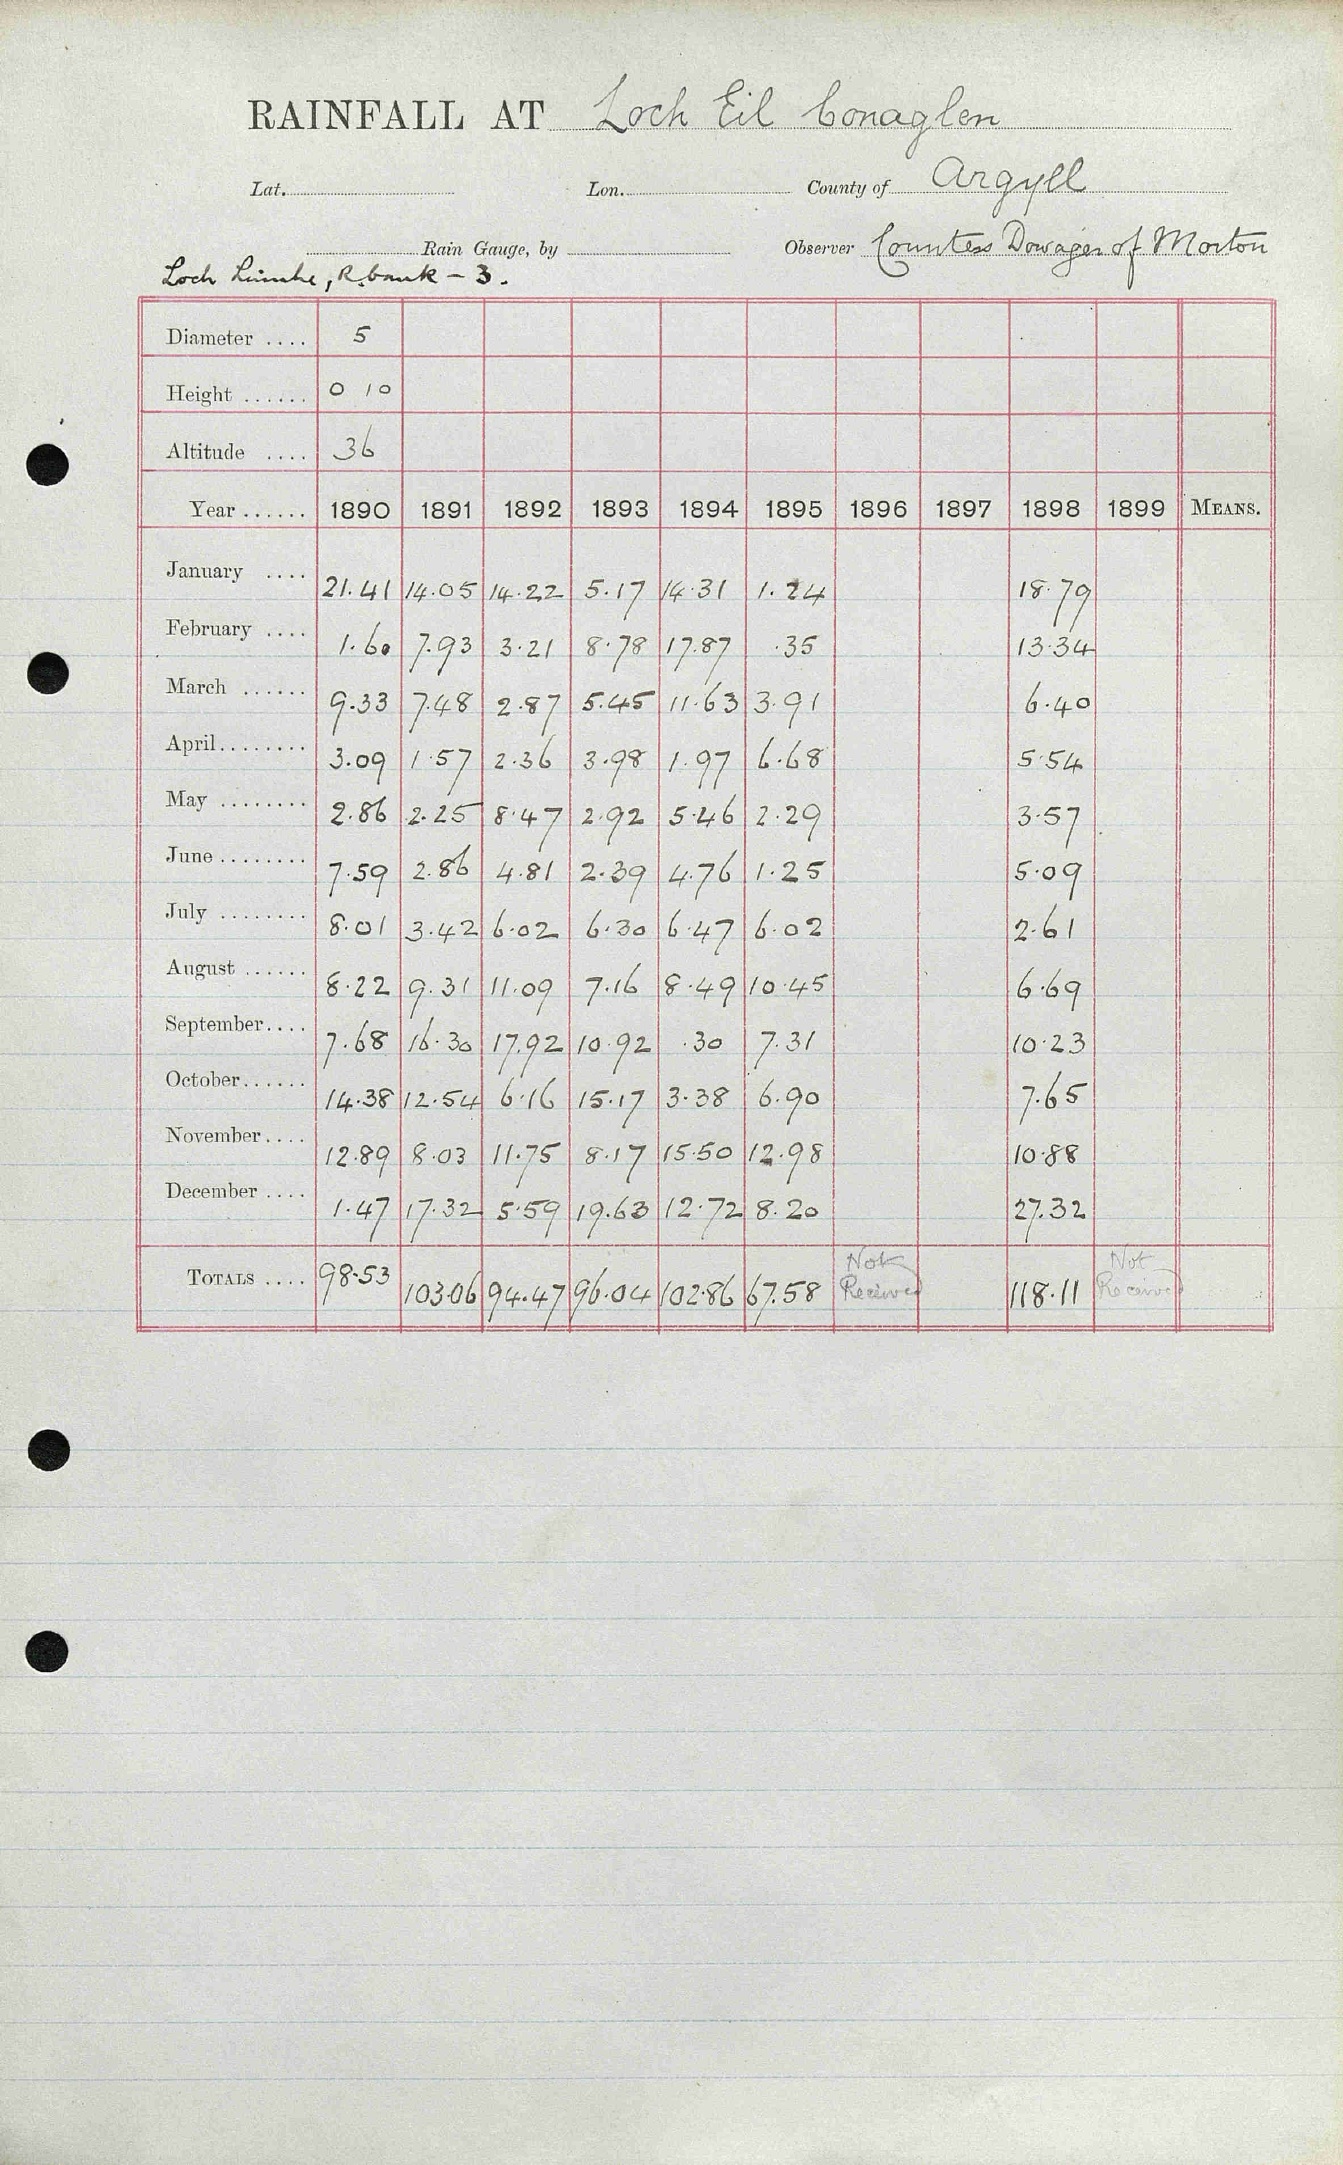 RAINFALL AT Loch Eil Conaglen
Lat. Lon. County of Argyll
Rain Gauge, by Observer Countess Dowager of Morton
Loch Linnhe, R. bank - 3.
Diameter .... 5
Height ...... 0 10
Altitude .... 36
Year ...... 1890 1891 1892 1893 1894 1895 1896 1897 1898 1899 MEANS.
January .... 21.41 14.05 14.22 5.17 14.31 1.24 18.79
February .... 1.60 7.93 3.21 8.78 17.87 .35 13.34
March ...... 9.33 7.48 2.87 5.45 11.63 3.91 6.40
April ........ 3.09 1.57 2.36 3.98 1.97 6.68 5.54
May ........ 2.86 2.25 8.47 2.92 5.46 2.29 3.57
June ........ 7.59 2.86 4.81 2.39 4.76 1.25 5.09
July ........ 8.01 3.42 6.02 6.30 6.47 6.02 2.61
August ...... 8.22 9.31 11.09 7.16 8.49 10.45 6.69
September .... 7.68 16.30 17.92 10.92 .30 7.31 10.23
October ...... 14.38 12.54 6.16 15.17 3.38 6.90 7.65
November .... 12.89 8.03 11.75 8.17 15.50 12.98 10.88
December .... 1.47 17.32 5.59 19.63 12.72 8.20 27.32
TOTALS .... 98.53 103.06 94.47 96.04 102.86 67.58 Not Received 118.11 Not Received